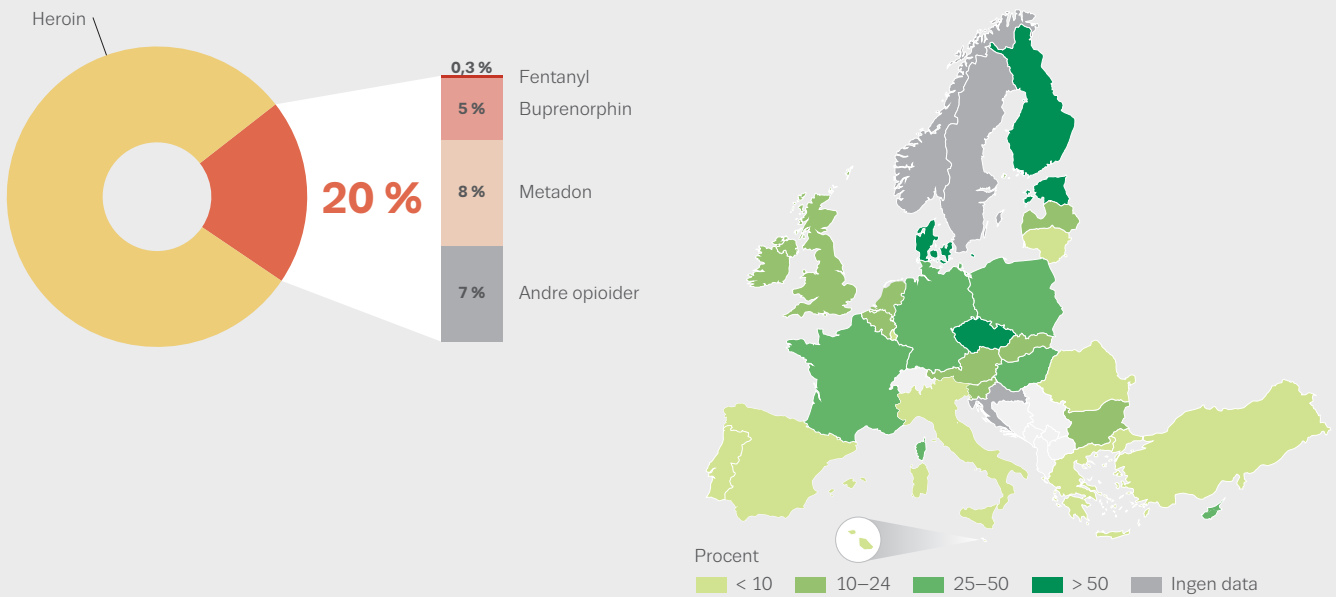 Heroin
0,3 %
Fentanyl
5 %
Buprenorphin
20 %
8 %
Metadon
7 %
Andre opioider
Procent
< 10
10–24
25–50
> 50
Ingen data